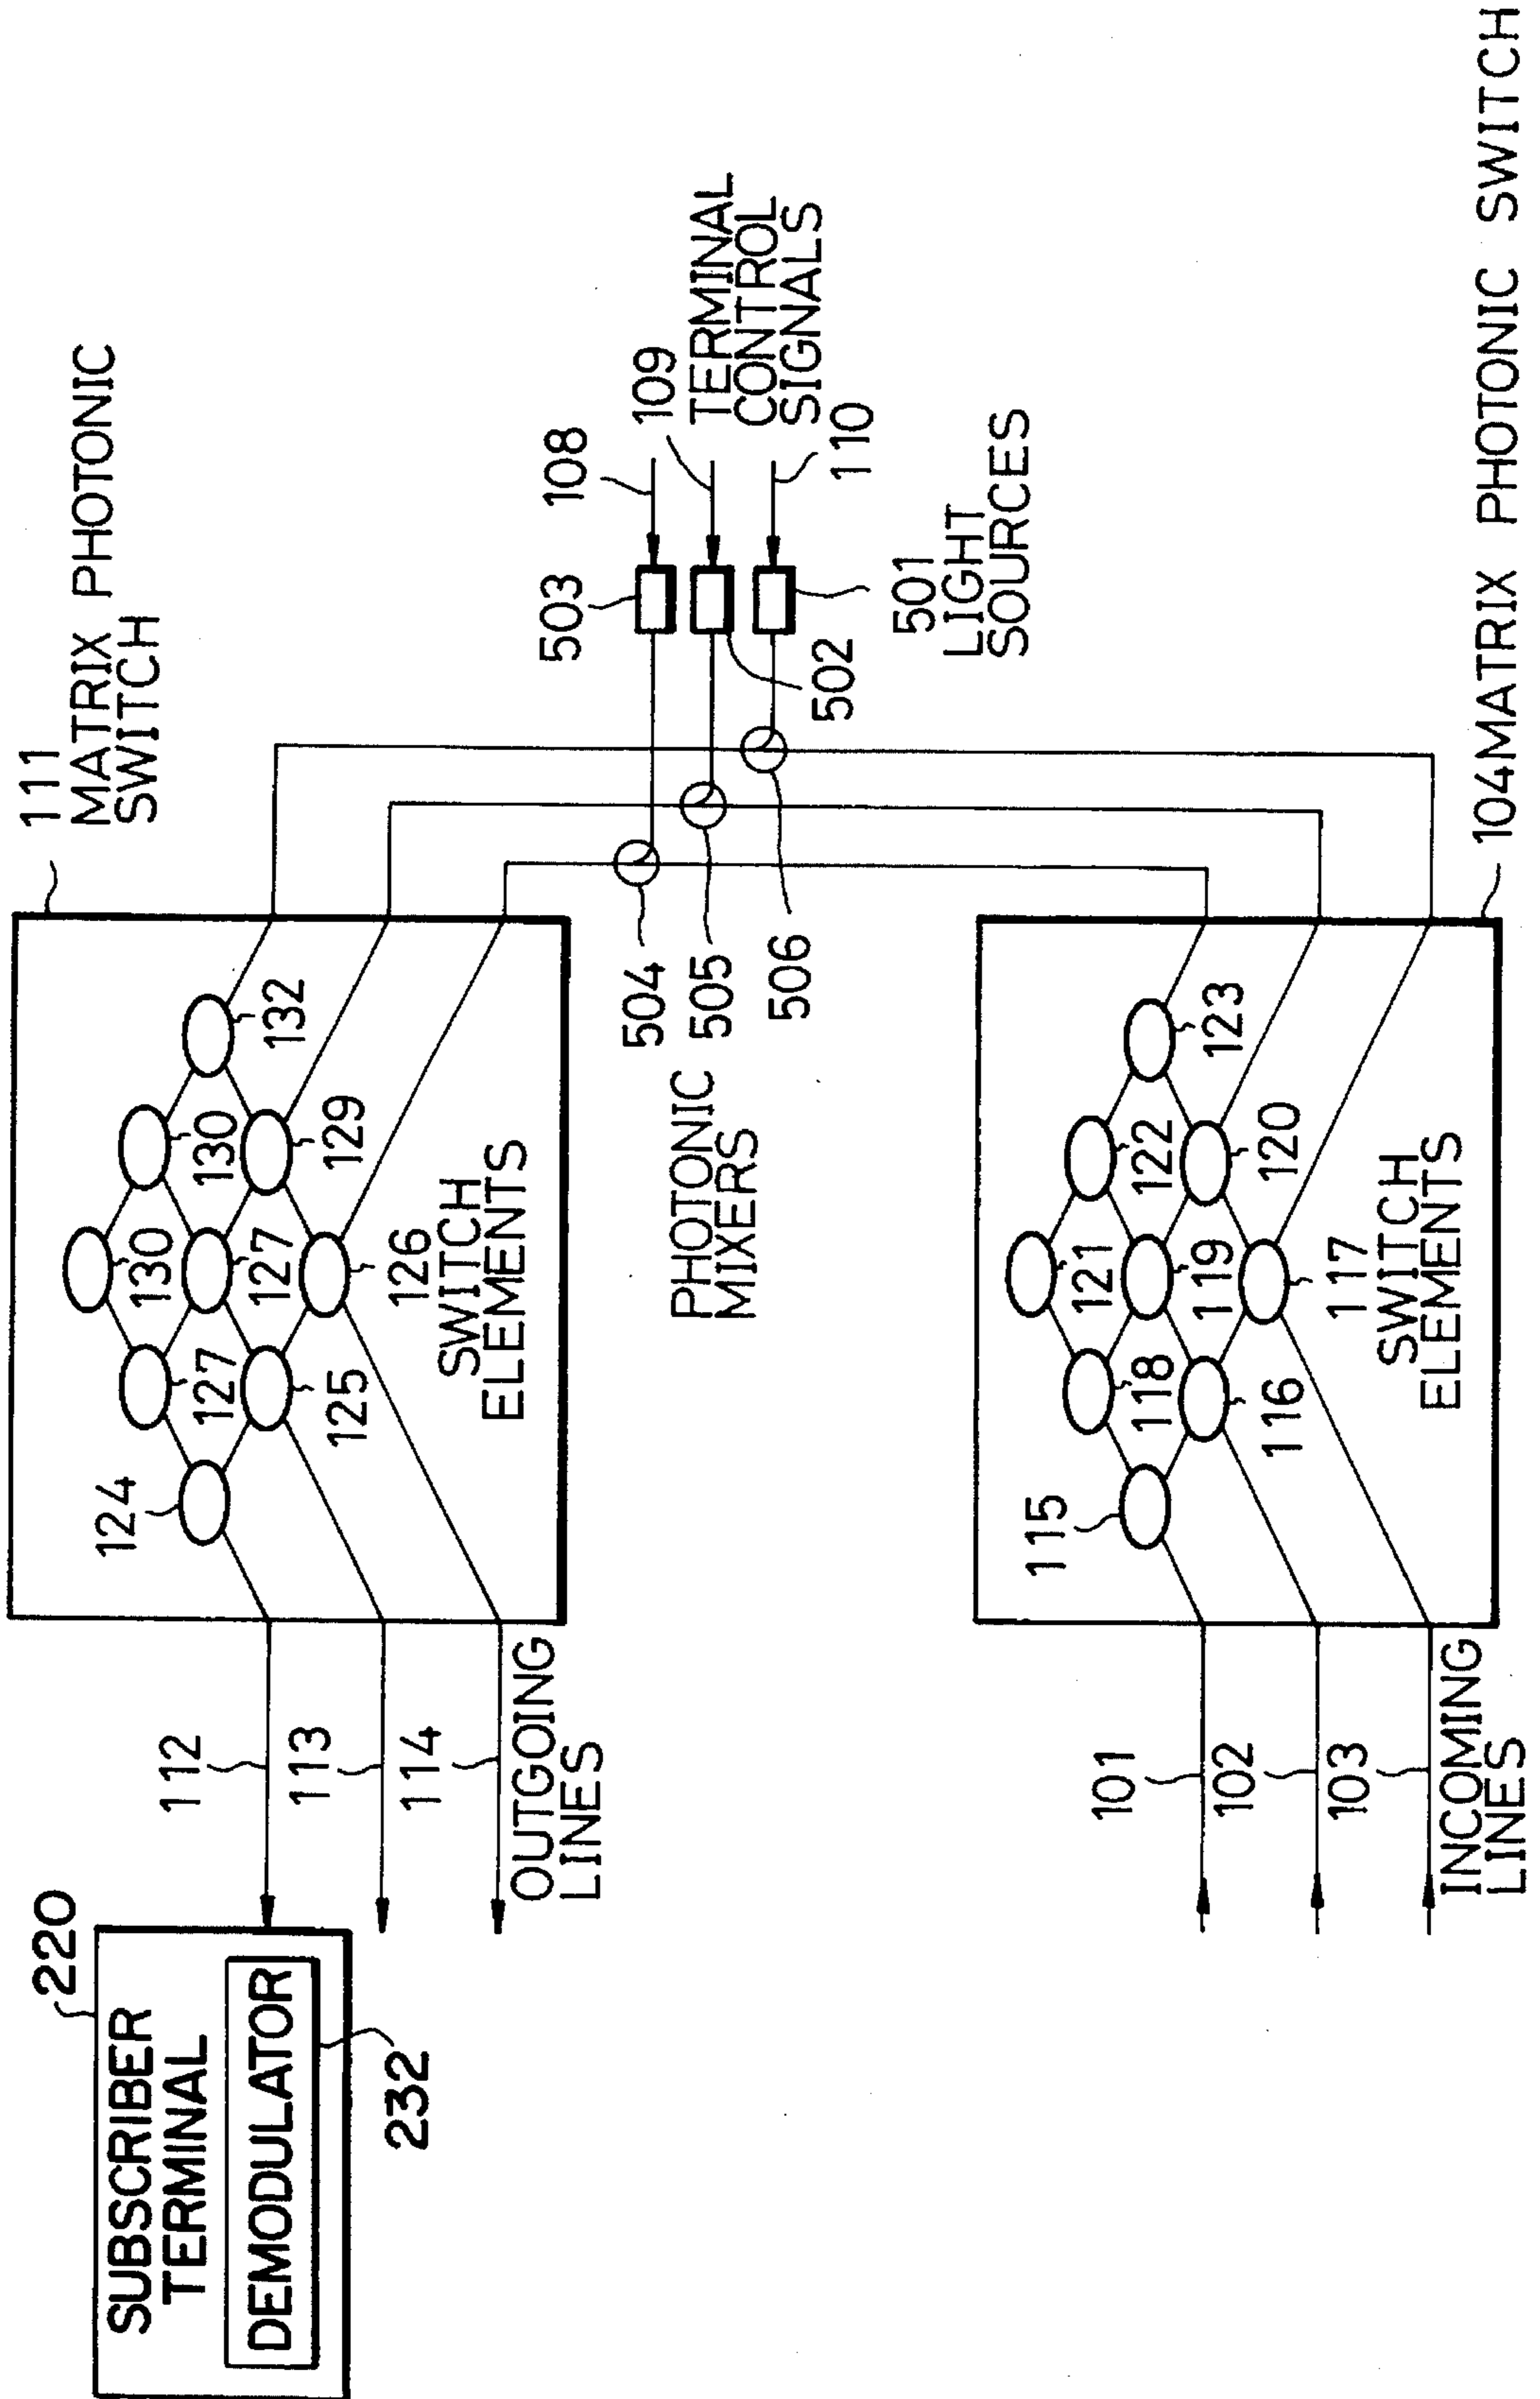 220
SUBSCRIBER
TERMINAL
DEMODULATOR
232
112
113
114
OUTGOING
LINES
111
MATRIX PHOTONIC
SWITCH
124
127
130
130
132
125
127
129
126
SWITCH
ELEMENTS
504
505
506
PHOTONIC
MIXERS
503
502
501
LIGHT
SOURCES
108
109
TERMINAL
CONTROL
SIGNALS
110
101
102
103
INCOMING
LINES
115
118
121
122
123
116
119
120
117
SWITCH
ELEMENTS
104 MATRIX PHOTONIC SWITCH